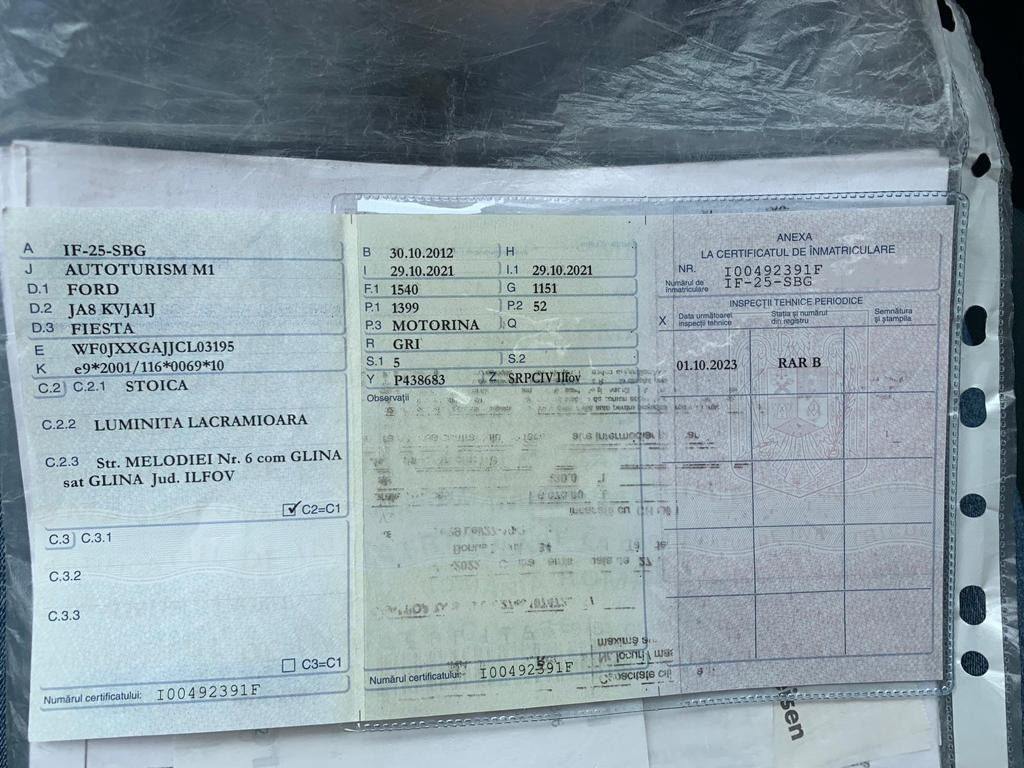 A IF-25-SBG
J AUTOTURISM M1
D.1 FORD
D.2 JA8 KVJA1J
D.3 FIESTA
E WF0JXXGAJJCL03195
K e9*2001/116*0069*10
C.2 C.2.1 STOICA
C.2.2 LUMINITA LACRAMIOARA
C.2.3 Str. MELODIEI Nr. 6 com GLINA
sat GLINA Jud. ILFOV
C2=C1
C.3 C.3.1
C.3.2
C.3.3
C3=C1
Numărul certificatului: I00492391F
B 30.10.2012 H
I 29.10.2021 I.1 29.10.2021
F.1 1540 G 1151
P.1 1399 P.2 52
P.3 MOTORINA Q
R GRI
S.1 5 S.2
Y P438683 Z SRPCIV Ilfov
Observații
Numărul certificatului: I00492391F
ANEXA
LA CERTIFICATUL DE ÎNMATRICULARE
NR. I00492391F
Numărul de înmatriculare IF-25-SBG
INSPECȚII TEHNICE PERIODICE
X Data următoarei inspecții tehnice Stația și numărul din registru Semnătura și ștampila
01.10.2023 RAR B